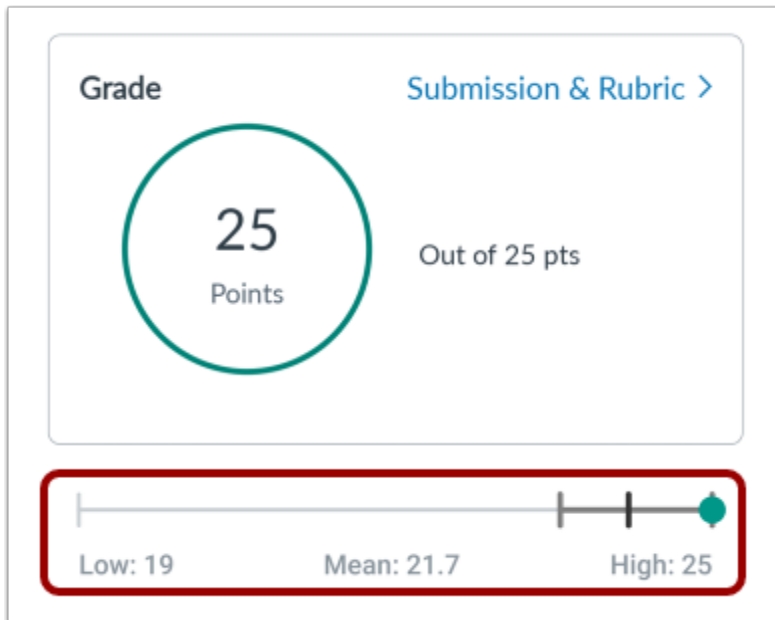 Grade
Submission & Rubric >
25
Points
Out of 25 pts
Low: 19
Mean: 21.7
High: 25